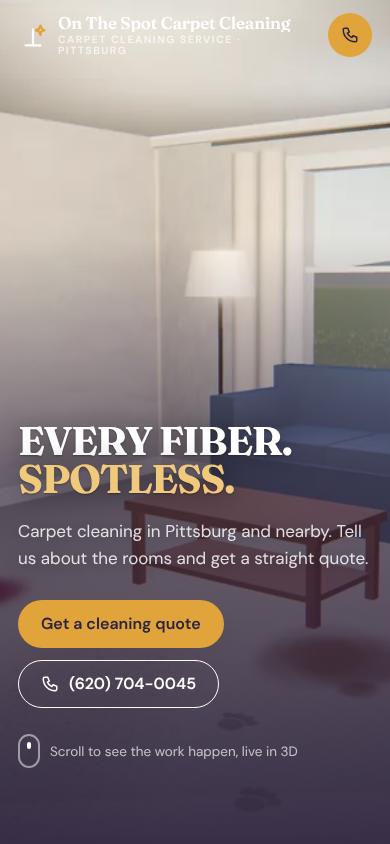 On The Spot Carpet Cleaning
CARPET CLEANING SERVICE ·
PITTSBURG
EVERY FIBER.
SPOTLESS.
Carpet cleaning in Pittsburg and nearby. Tell
us about the rooms and get a straight quote.
Get a cleaning quote
(620) 704-0045
Scroll to see the work happen, live in 3D